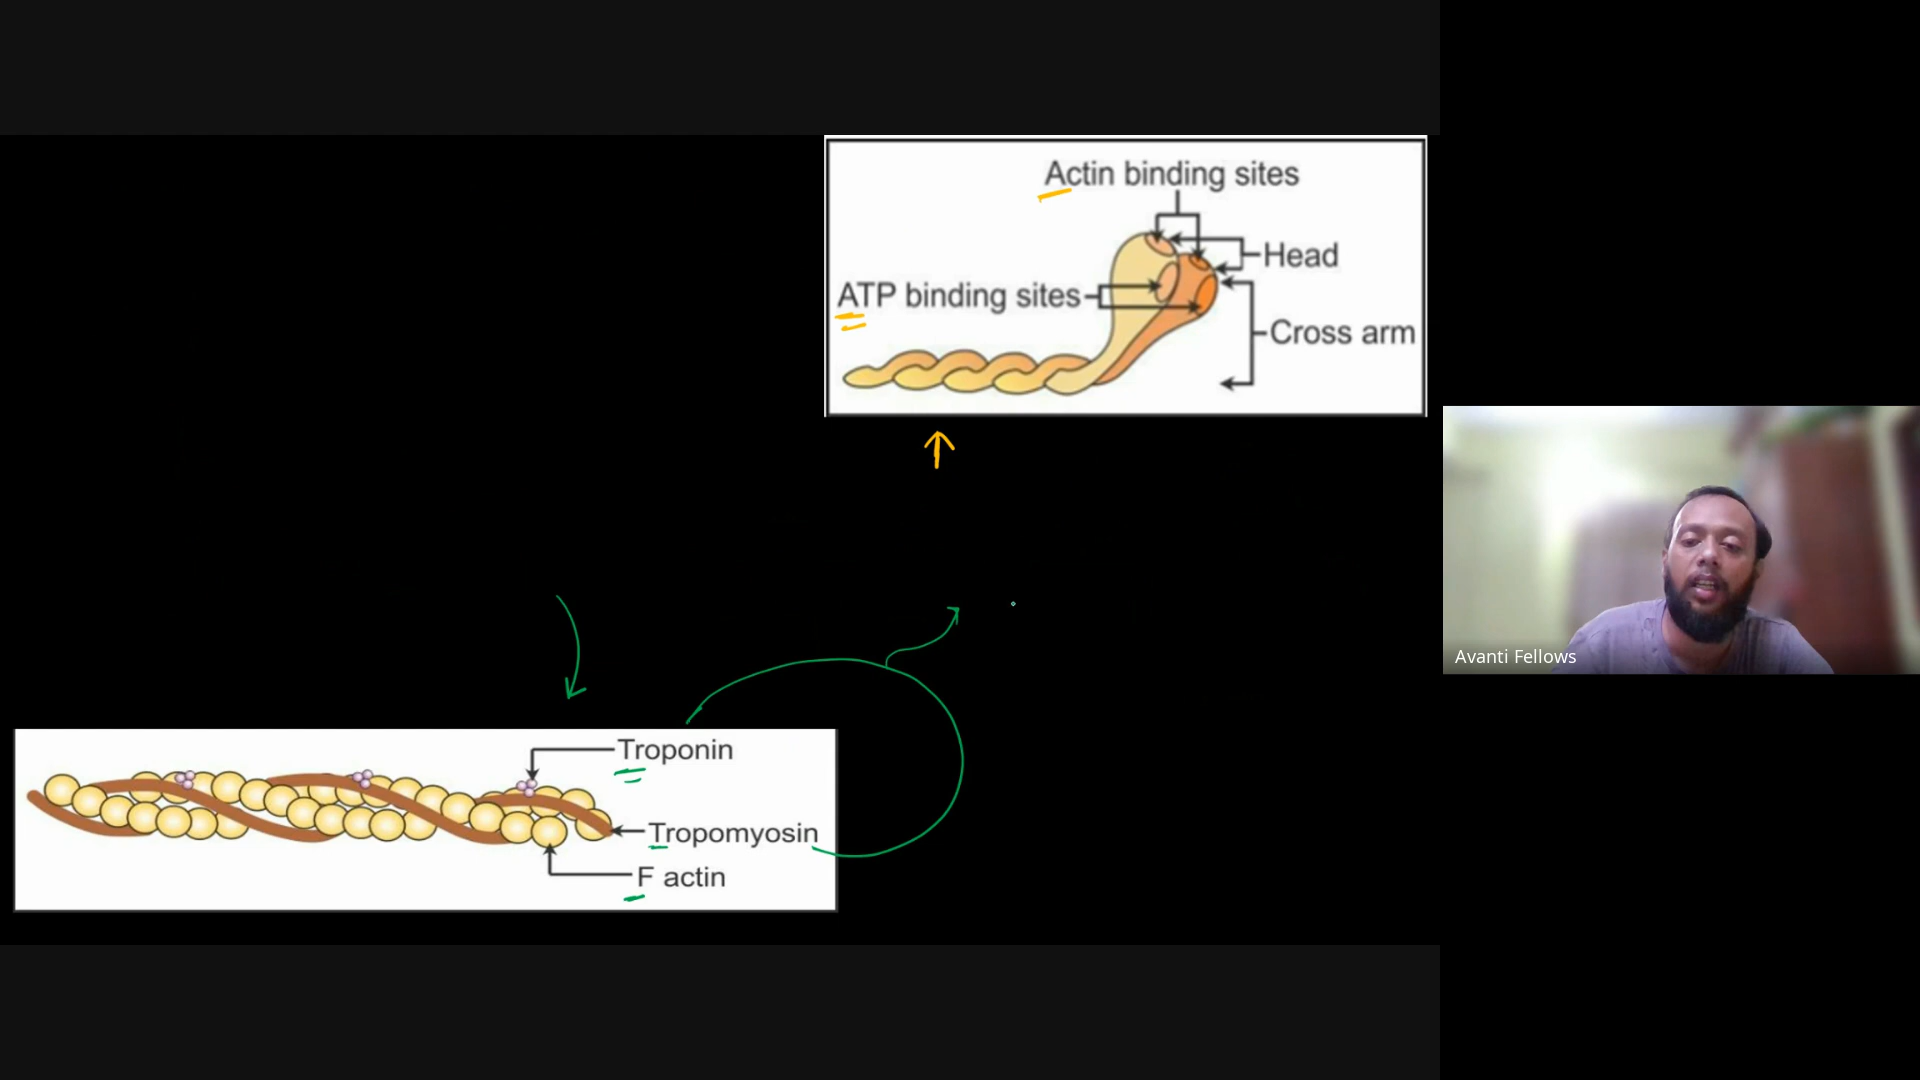 Actin binding sites
Head
ATP binding sites
Cross arm
Avanti Fellows
Troponin
Tropomyosin
F actin